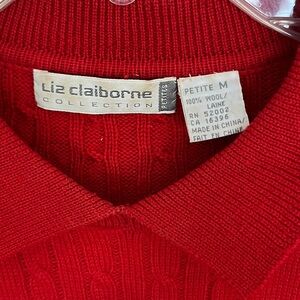 Liz claiborne
COLLECTION
PETITES
PETITE M
100% WOOL/
LAINE
RN 52002
CA 16396
MADE IN CHINA/
FAIT EN CHINE